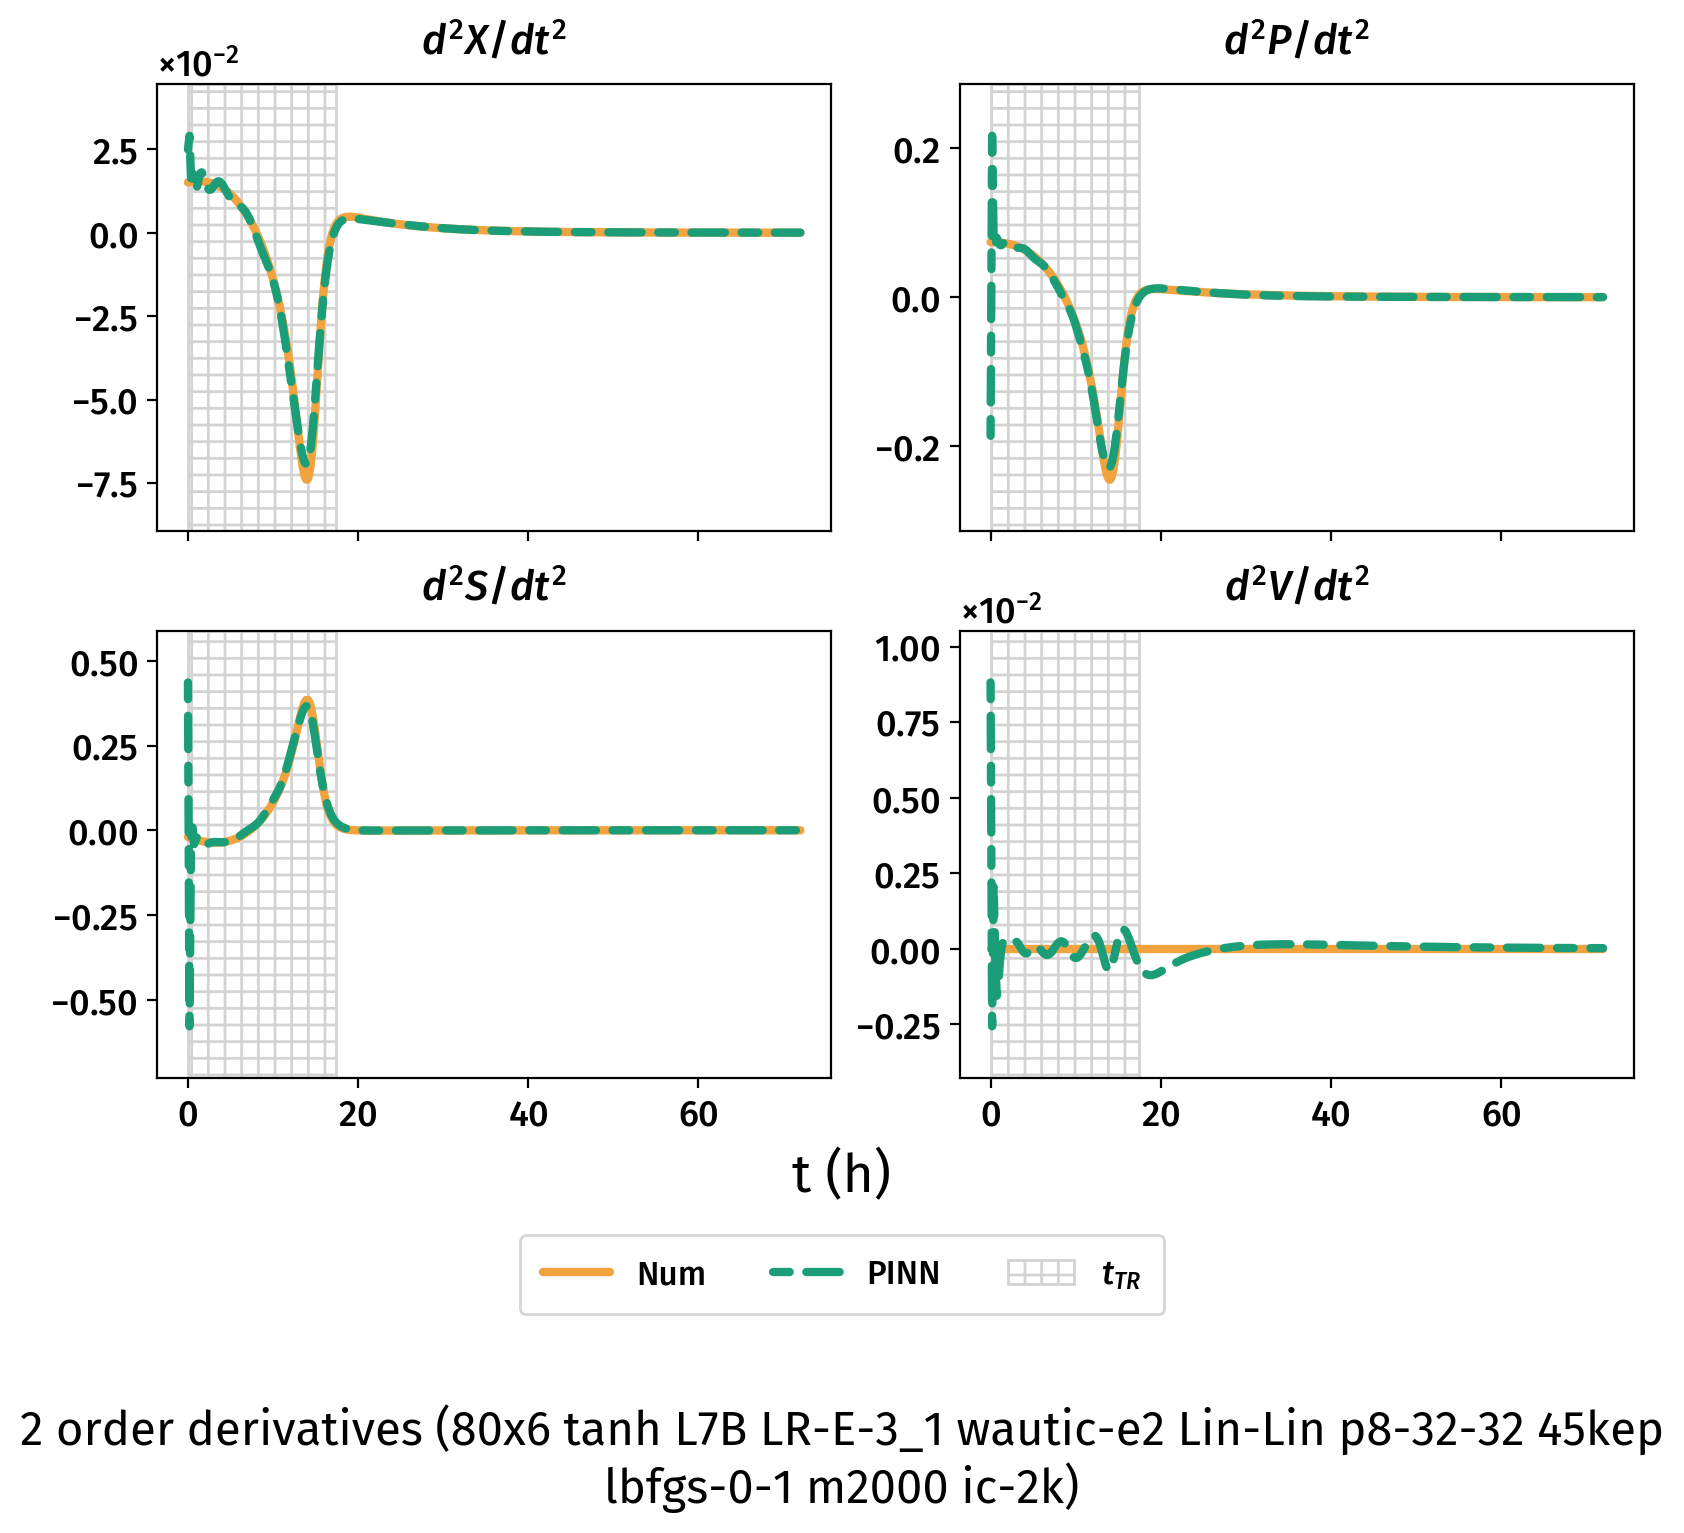 d²X/dt²
d²P/dt²
×10⁻²
2.5
0.0
−2.5
−5.0
−7.5
0.2
0.0
−0.2
d²S/dt²
d²V/dt²
×10⁻²
0.50
0.25
0.00
−0.25
−0.50
1.00
0.75
0.50
0.25
0.00
−0.25
0 20 40 60
0 20 40 60
t (h)
Num PINN t_TR
2 order derivatives (80x6 tanh L7B LR-E-3_1 wautic-e2 Lin-Lin p8-32-32 45kep
lbfgs-0-1 m2000 ic-2k)